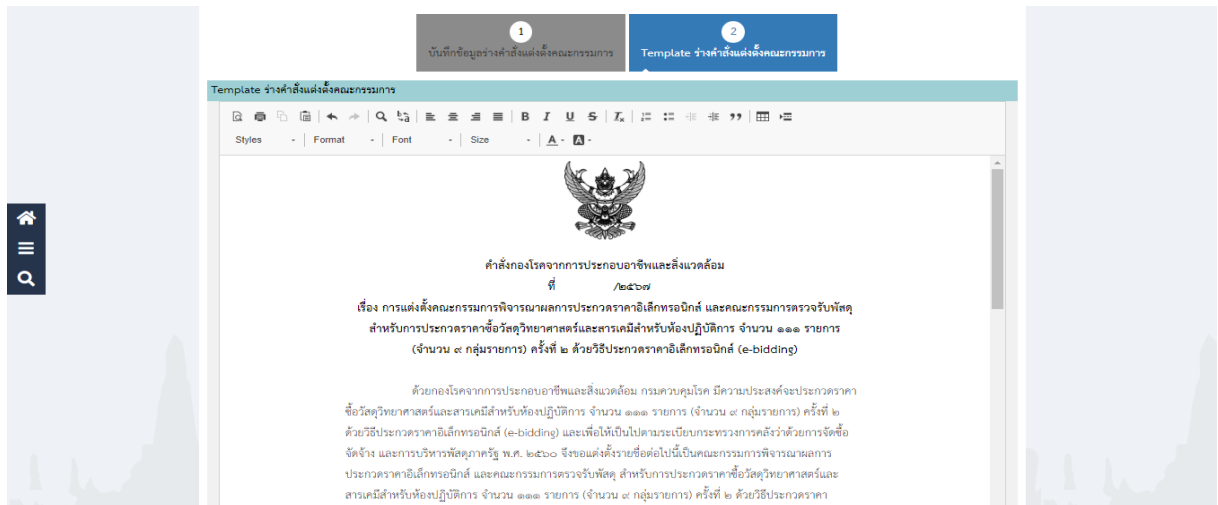 1
บันทึกข้อมูลร่างคำสั่งแต่งตั้งคณะกรรมการ
2
Template ร่างคำสั่งแต่งตั้งคณะกรรมการ
Template ร่างคำสั่งแต่งตั้งคณะกรรมการ
Styles Format Font Size
คำสั่งกองโรคจากการประกอบอาชีพและสิ่งแวดล้อม
ที่ /๒๕๖๗
เรื่อง การแต่งตั้งคณะกรรมการพิจารณาผลการประกวดราคาอิเล็กทรอนิกส์ และคณะกรรมการตรวจรับพัสดุ
สำหรับการประกวดราคาซื้อวัสดุวิทยาศาสตร์และสารเคมีสำหรับห้องปฏิบัติการ จำนวน ๑๑๑ รายการ
(จำนวน ๙ กลุ่มรายการ) ครั้งที่ ๒ ด้วยวิธีประกวดราคาอิเล็กทรอนิกส์ (e-bidding)
ด้วยกองโรคจากการประกอบอาชีพและสิ่งแวดล้อม กรมควบคุมโรค มีความประสงค์จะประกวดราคา
ซื้อวัสดุวิทยาศาสตร์และสารเคมีสำหรับห้องปฏิบัติการ จำนวน ๑๑๑ รายการ (จำนวน ๙ กลุ่มรายการ) ครั้งที่ ๒
ด้วยวิธีประกวดราคาอิเล็กทรอนิกส์ (e-bidding) และเพื่อให้เป็นไปตามระเบียบกระทรวงการคลังว่าด้วยการจัดซื้อ
จัดจ้าง และการบริหารพัสดุภาครัฐ พ.ศ. ๒๕๖๐ จึงขอแต่งตั้งรายชื่อต่อไปนี้เป็นคณะกรรมการพิจารณาผลการ
ประกวดราคาอิเล็กทรอนิกส์ และคณะกรรมการตรวจรับพัสดุ สำหรับการประกวดราคาซื้อวัสดุวิทยาศาสตร์และ
สารเคมีสำหรับห้องปฏิบัติการ จำนวน ๑๑๑ รายการ (จำนวน ๙ กลุ่มรายการ) ครั้งที่ ๒ ด้วยวิธีประกวดราคา